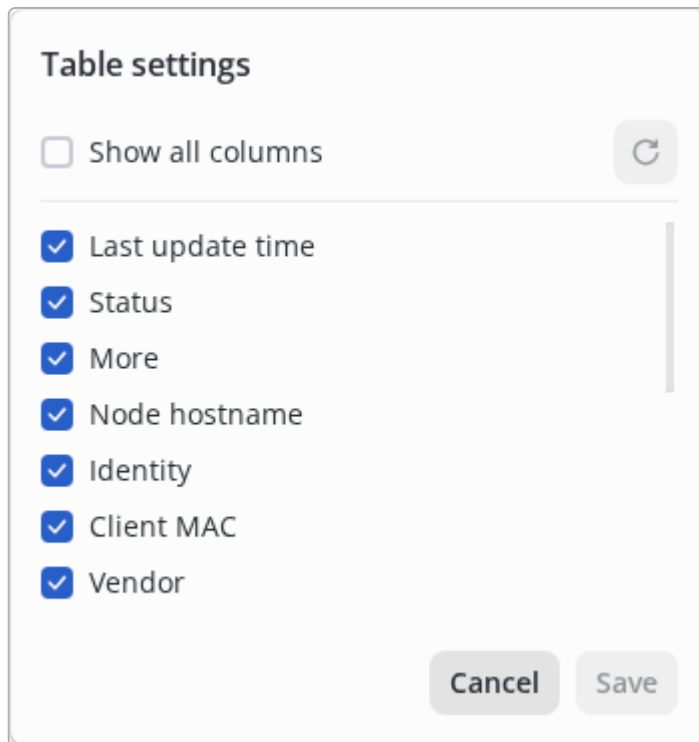 Table settings
Show all columns
Last update time
Status
More
Node hostname
Identity
Client MAC
Vendor
Cancel Save